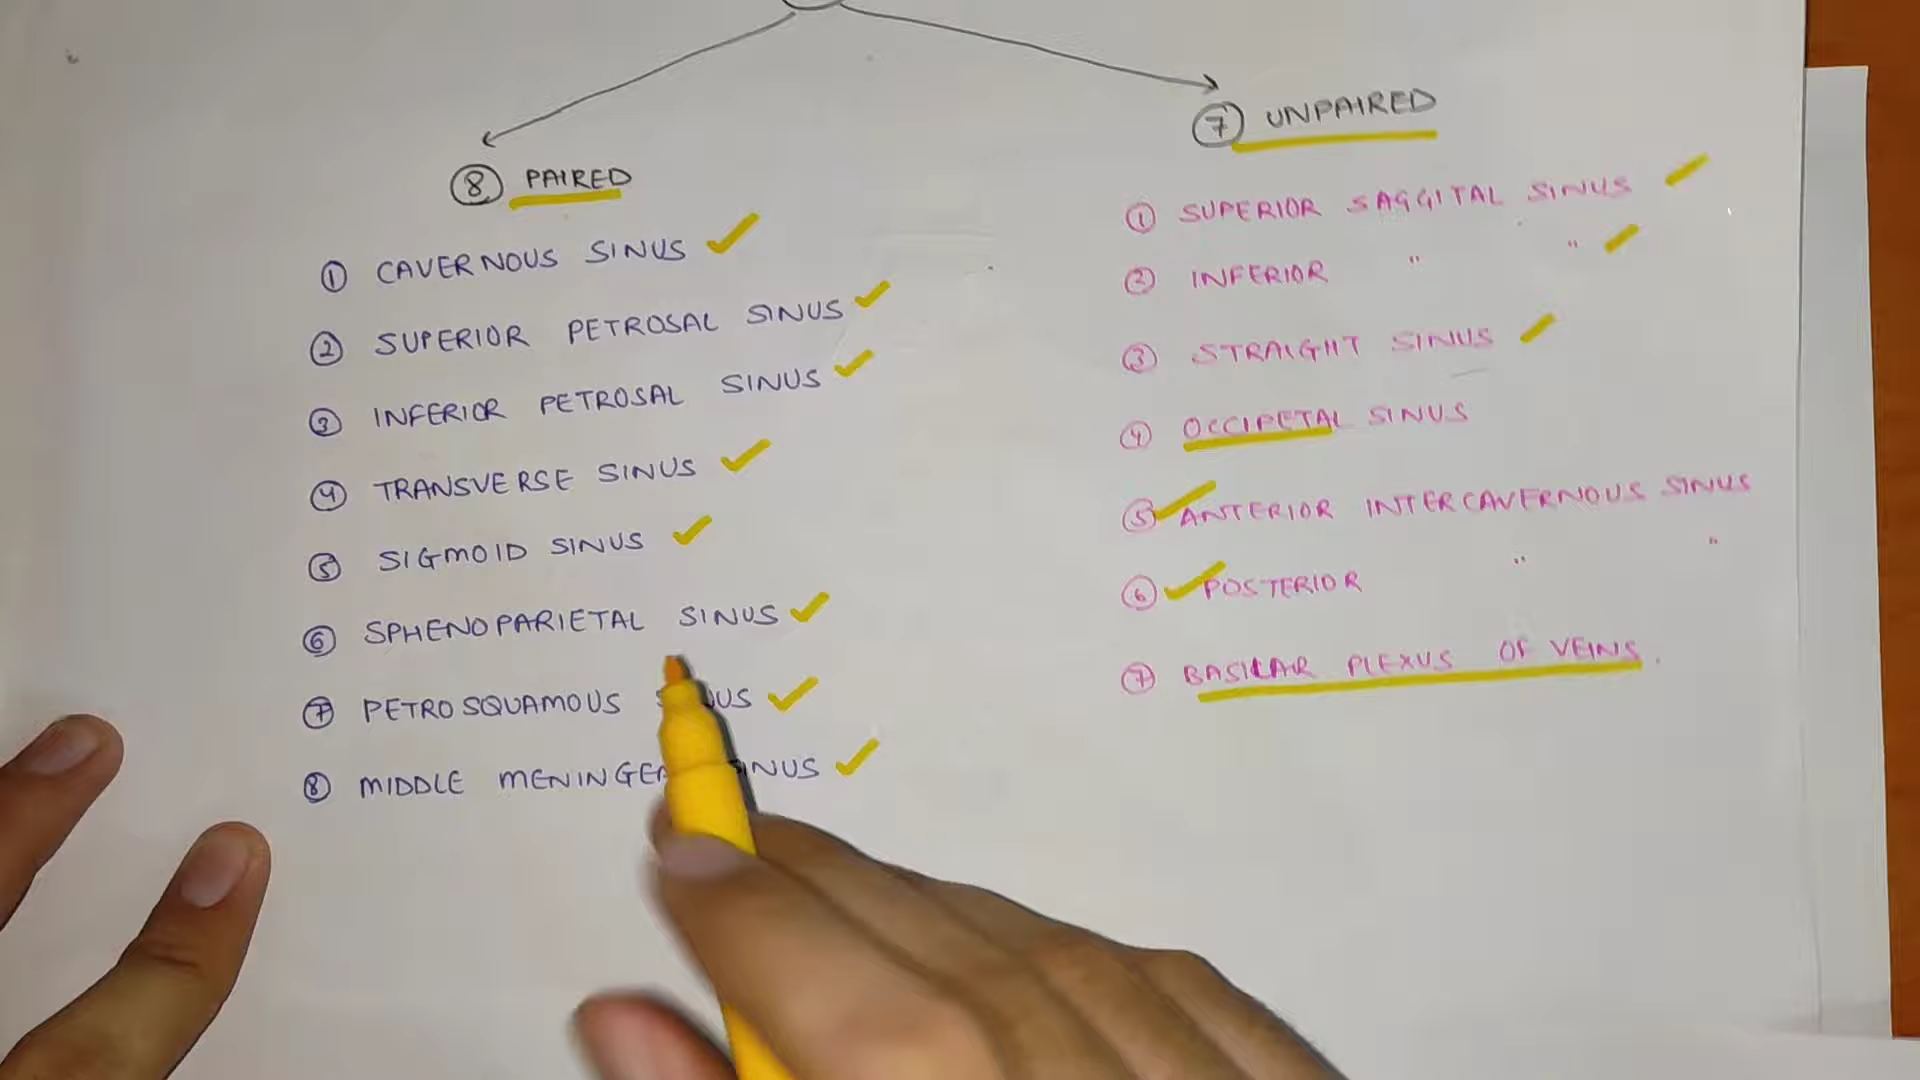 8 PAIRED
1 CAVERNOUS SINUS
2 SUPERIOR PETROSAL SINUS
3 INFERIOR PETROSAL SINUS
4 TRANSVERSE SINUS
5 SIGMOID SINUS
6 SPHENOPARIETAL SINUS
7 PETROSQUAMOUS
8 MIDDLE
7 UNPAIRED
1 SUPERIOR SAGGITAL SINUS
2 INFERIOR " "
3 STRAIGHT SINUS
4 OCCIPETAL SINUS
5 ANTERIOR INTERCAVERNOUS SINUS
6 POSTERIOR " "
7 BASILAR PLEXUS OF VEINS.